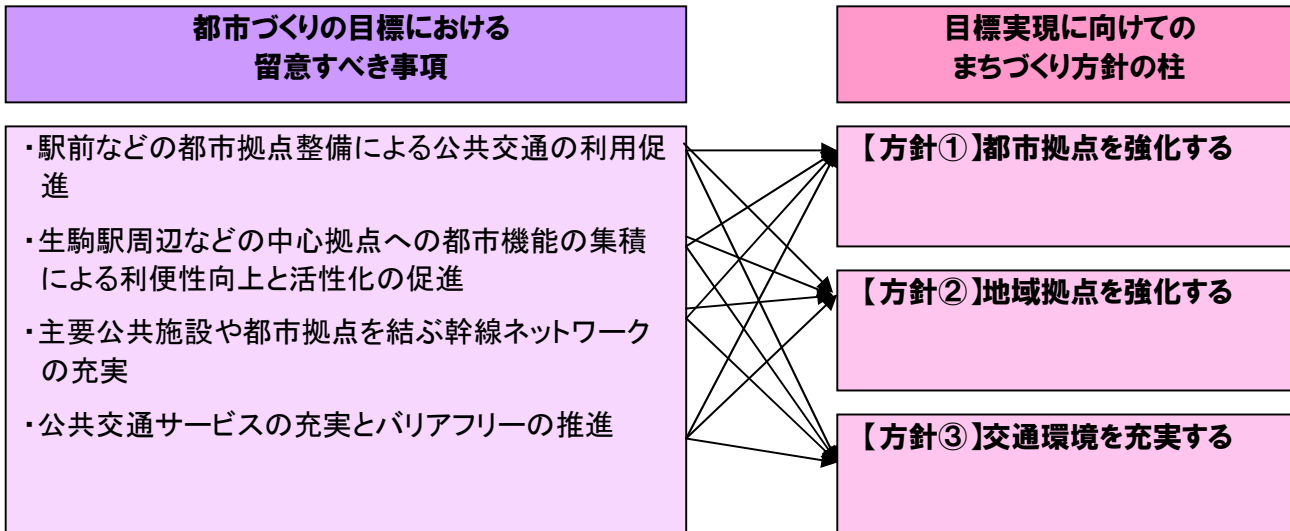 都市づくりの目標における
留意すべき事項
目標実現に向けての
まちづくり方針の柱
・駅前などの都市拠点整備による公共交通の利用促
進
・生駒駅周辺などの中心拠点への都市機能の集積
による利便性向上と活性化の促進
・主要公共施設や都市拠点を結ぶ幹線ネットワーク
の充実
・公共交通サービスの充実とバリアフリーの推進
【方針①】都市拠点を強化する
【方針②】地域拠点を強化する
【方針③】交通環境を充実する